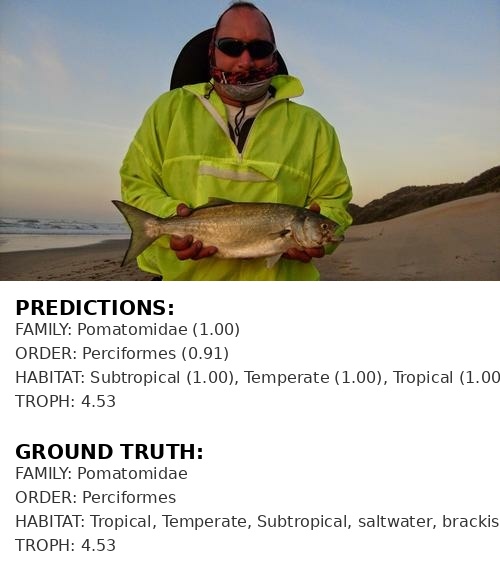 PREDICTIONS:
FAMILY: Pomatomidae (1.00)
ORDER: Perciformes (0.91)
HABITAT: Subtropical (1.00), Temperate (1.00), Tropical (1.00
TROPH: 4.53
GROUND TRUTH:
FAMILY: Pomatomidae
ORDER: Perciformes
HABITAT: Tropical, Temperate, Subtropical, saltwater, brackis
TROPH: 4.53